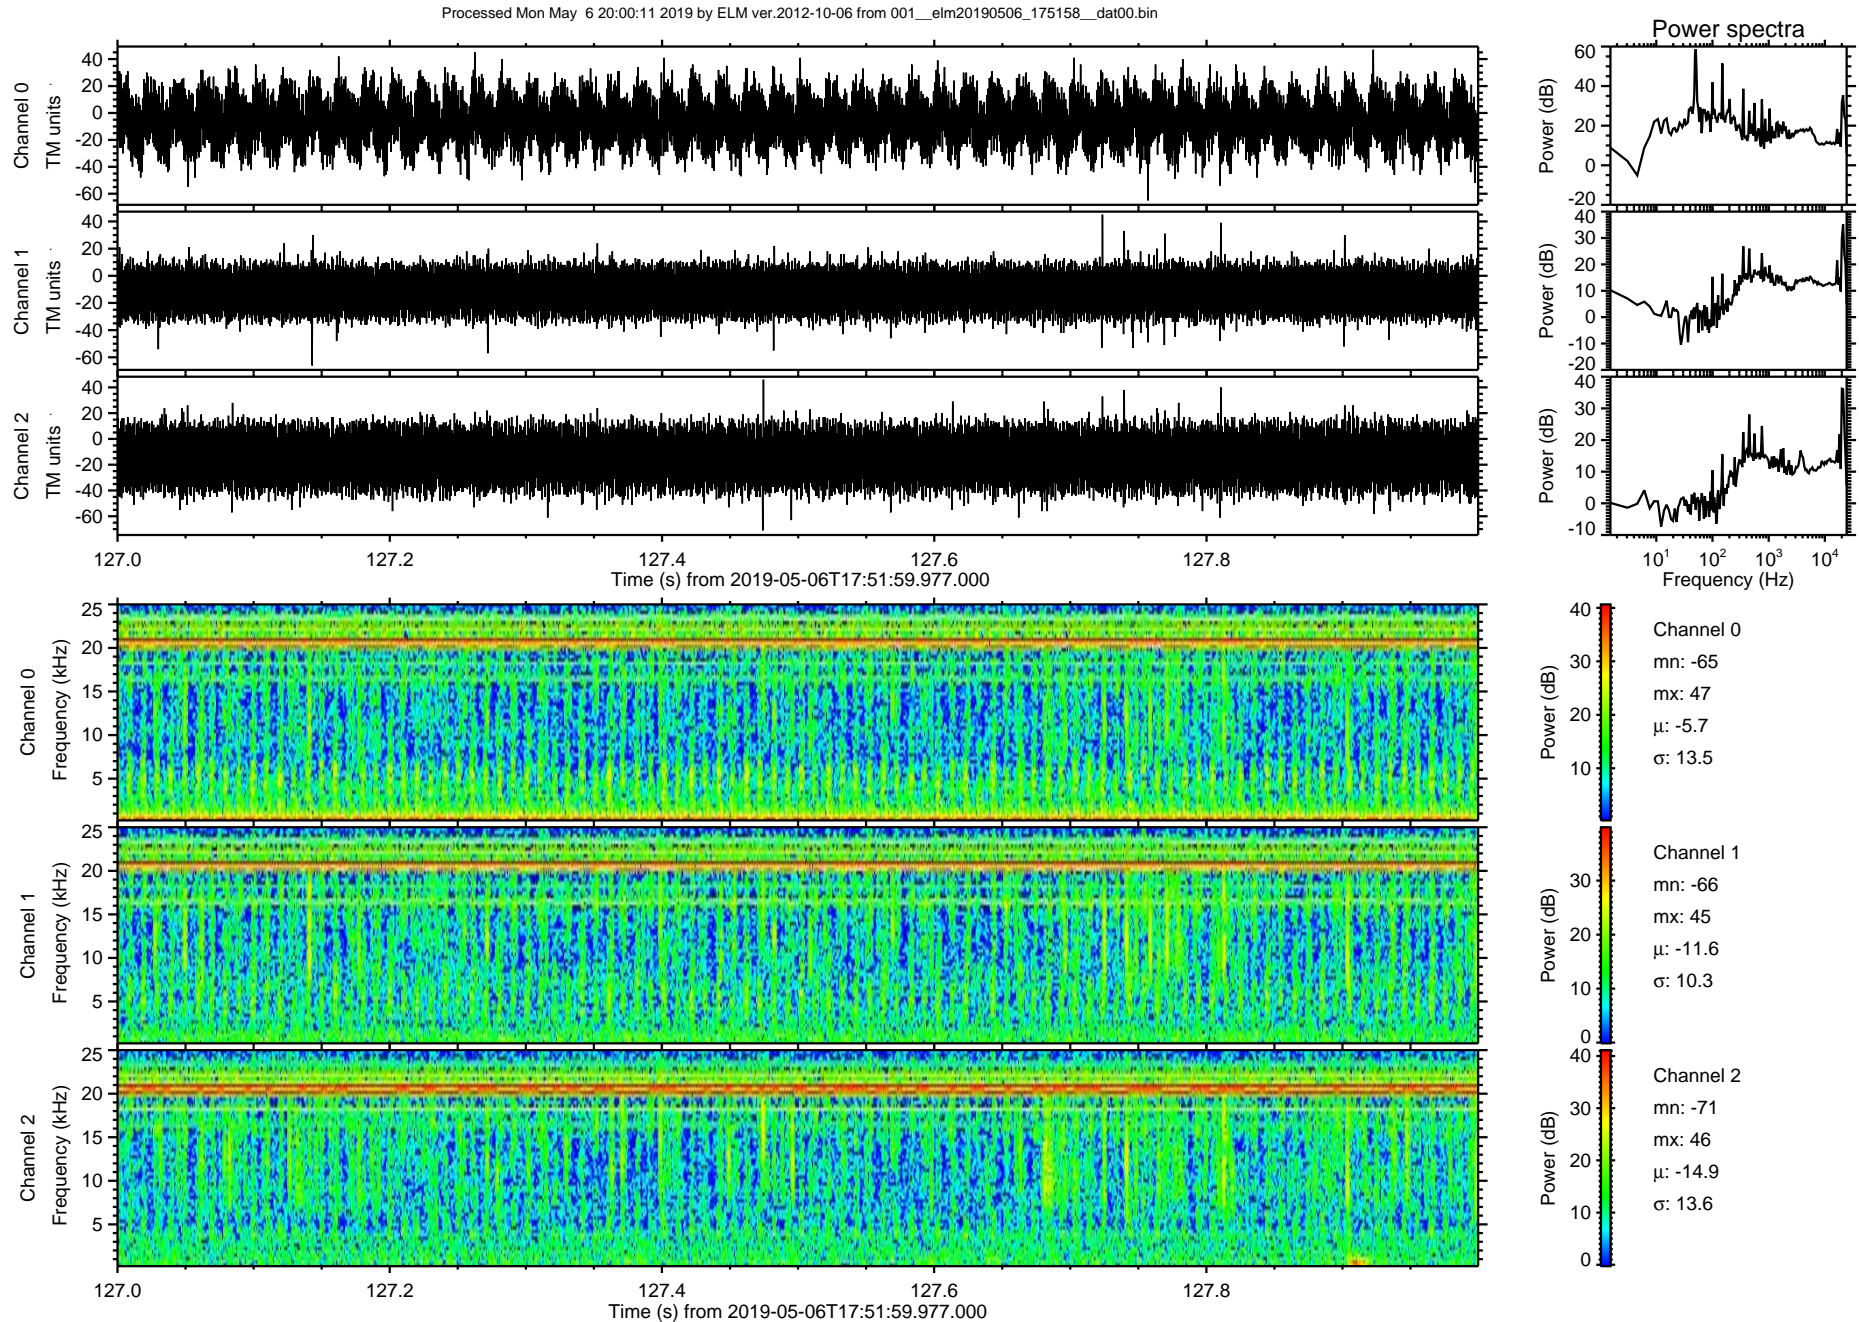 Processed Mon May  6 20:00:11 2019 by ELM ver.2012-10-06 from 001__elm20190506_175158__dat00.bin
Power spectra
Channel 0
TM units
40
20
0
-20
-40
-60
Power (dB)
60
40
20
0
-20
Channel 1
TM units
40
20
0
-20
-40
-60
Power (dB)
40
30
20
10
0
-10
-20
Channel 2
TM units
40
20
0
-20
-40
-60
Power (dB)
40
30
20
10
0
-10
127.0 127.2 127.4 127.6 127.8
Time (s) from 2019-05-06T17:51:59.977.000
10^1 10^2 10^3 10^4
Frequency (Hz)
Channel 0
Frequency (kHz)
25
20
15
10
5
Power (dB)
40
30
20
10
Channel 0
mn: -65
mx: 47
μ: -5.7
σ: 13.5
Channel 1
Frequency (kHz)
25
20
15
10
5
Power (dB)
30
20
10
0
Channel 1
mn: -66
mx: 45
μ: -11.6
σ: 10.3
Channel 2
Frequency (kHz)
25
20
15
10
5
Power (dB)
40
30
20
10
0
Channel 2
mn: -71
mx: 46
μ: -14.9
σ: 13.6
127.0 127.2 127.4 127.6 127.8
Time (s) from 2019-05-06T17:51:59.977.000